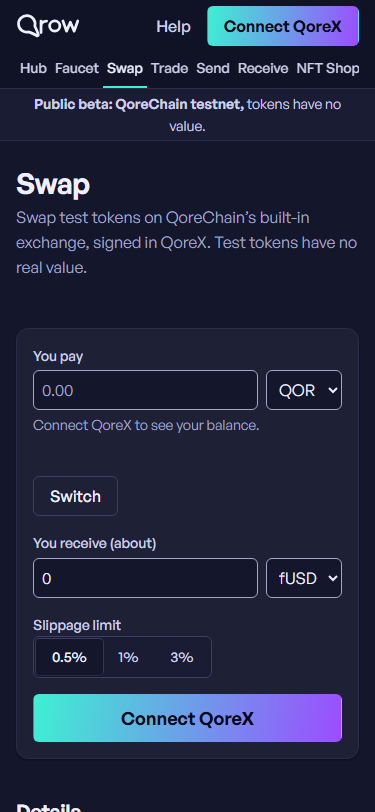 Qrow
Help
Connect QoreX
Hub Faucet Swap Trade Send Receive NFT Shop
Public beta: QoreChain testnet, tokens have no
value.
Swap
Swap test tokens on QoreChain's built-in
exchange, signed in QoreX. Test tokens have no
real value.
You pay
0.00
QOR
Connect QoreX to see your balance.
Switch
You receive (about)
0
fUSD
Slippage limit
0.5% 1% 3%
Connect QoreX
Details